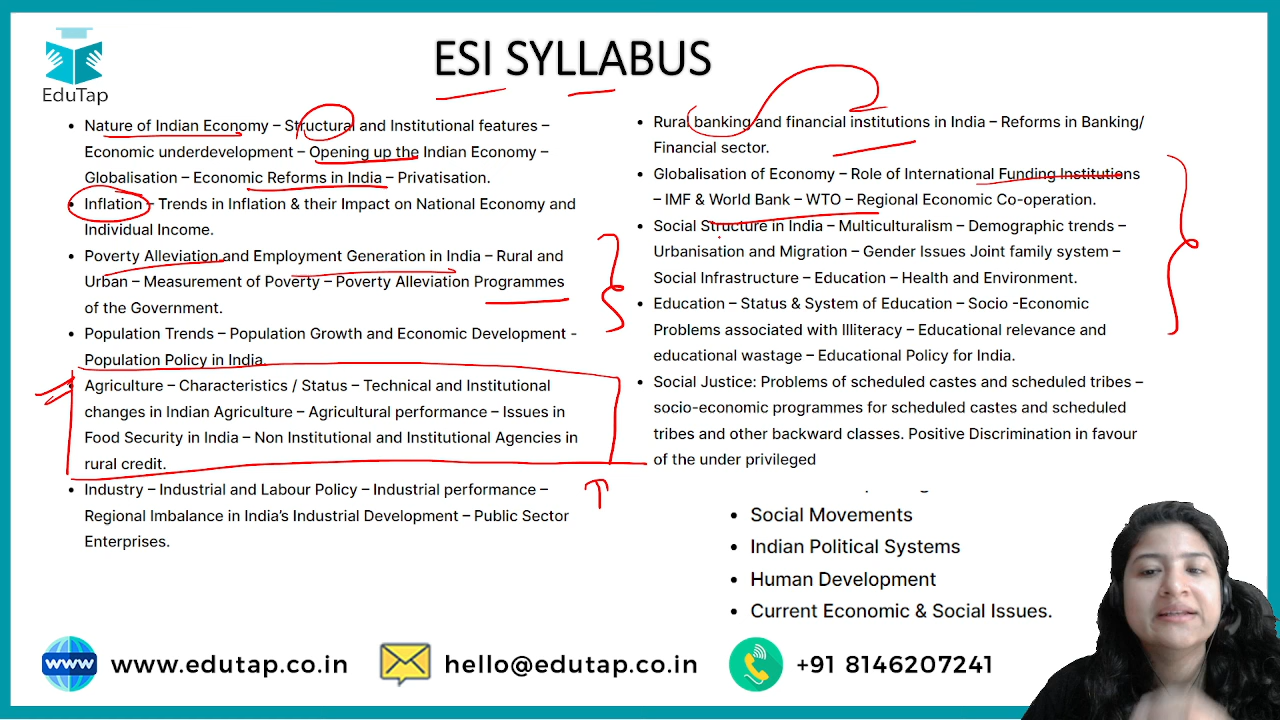 EduTap
ESI SYLLABUS
• Nature of Indian Economy – Structural and Institutional features –
Economic underdevelopment – Opening up the Indian Economy –
Globalisation – Economic Reforms in India – Privatisation.
• Inflation – Trends in Inflation & their Impact on National Economy and
Individual Income.
• Poverty Alleviation and Employment Generation in India – Rural and
Urban – Measurement of Poverty – Poverty Alleviation Programmes
of the Government.
• Population Trends – Population Growth and Economic Development -
Population Policy in India.
• Agriculture – Characteristics / Status – Technical and Institutional
changes in Indian Agriculture – Agricultural performance – Issues in
Food Security in India – Non Institutional and Institutional Agencies in
rural credit.
• Industry – Industrial and Labour Policy – Industrial performance –
Regional Imbalance in India's Industrial Development – Public Sector
Enterprises.
• Rural banking and financial institutions in India – Reforms in Banking/
Financial sector.
• Globalisation of Economy – Role of International Funding Institutions
– IMF & World Bank – WTO – Regional Economic Co-operation.
• Social Structure in India – Multiculturalism – Demographic trends –
Urbanisation and Migration – Gender Issues Joint family system –
Social Infrastructure – Education – Health and Environment.
• Education – Status & System of Education – Socio -Economic
Problems associated with Illiteracy – Educational relevance and
educational wastage – Educational Policy for India.
• Social Justice: Problems of scheduled castes and scheduled tribes –
socio-economic programmes for scheduled castes and scheduled
tribes and other backward classes. Positive Discrimination in favour
of the under privileged
• Social Movements
• Indian Political Systems
• Human Development
• Current Economic & Social Issues.
www www.edutap.co.in hello@edutap.co.in +91 8146207241